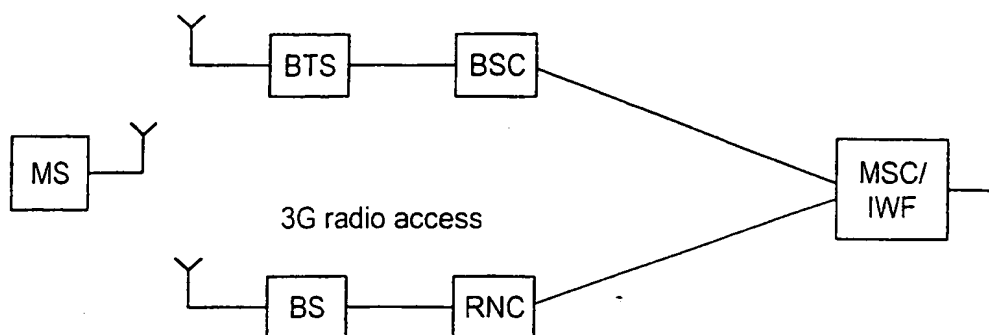 BTS
BSC
MS
MSC/
IWF
3G radio access
BS
RNC